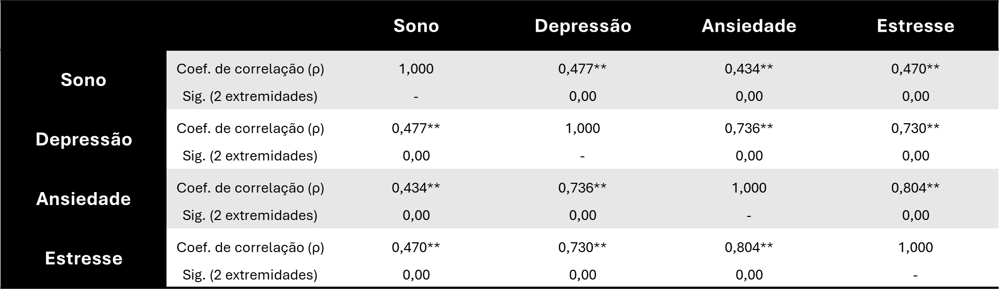 Sono Depressão Ansiedade Estresse
Sono
Coef. de correlação (ρ) 1,000 0,477** 0,434** 0,470**
Sig. (2 extremidades) - 0,00 0,00 0,00
Depressão
Coef. de correlação (ρ) 0,477** 1,000 0,736** 0,730**
Sig. (2 extremidades) 0,00 - 0,00 0,00
Ansiedade
Coef. de correlação (ρ) 0,434** 0,736** 1,000 0,804**
Sig. (2 extremidades) 0,00 0,00 - 0,00
Estresse
Coef. de correlação (ρ) 0,470** 0,730** 0,804** 1,000
Sig. (2 extremidades) 0,00 0,00 0,00 -